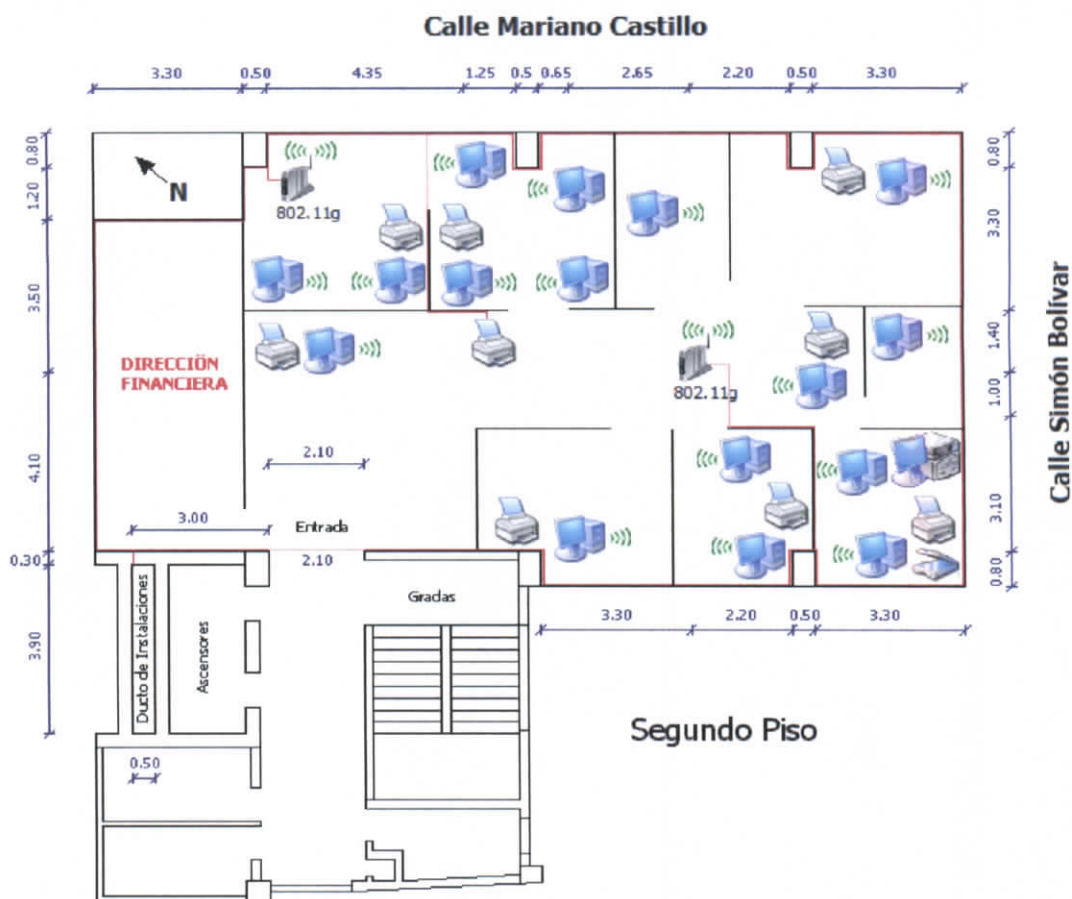 Calle Mariano Castillo
3.30 0.50 4.35 1.25 0.5 0.65 2.65 2.20 0.50 3.30
0.80
1.20
3.50
4.10
0.30
3.90
N
802.11g
DIRECCIÖN
FINANCIERA
802.11g
2.10
3.00
Entrada
2.10
0.80
3.30
1.40
1.00
3.10
0.80
Calle Simón Bolívar
Ducto de Instalaciones
Ascensores
Gradas
3.30 2.20 0.50 3.30
Segundo Piso
0.50